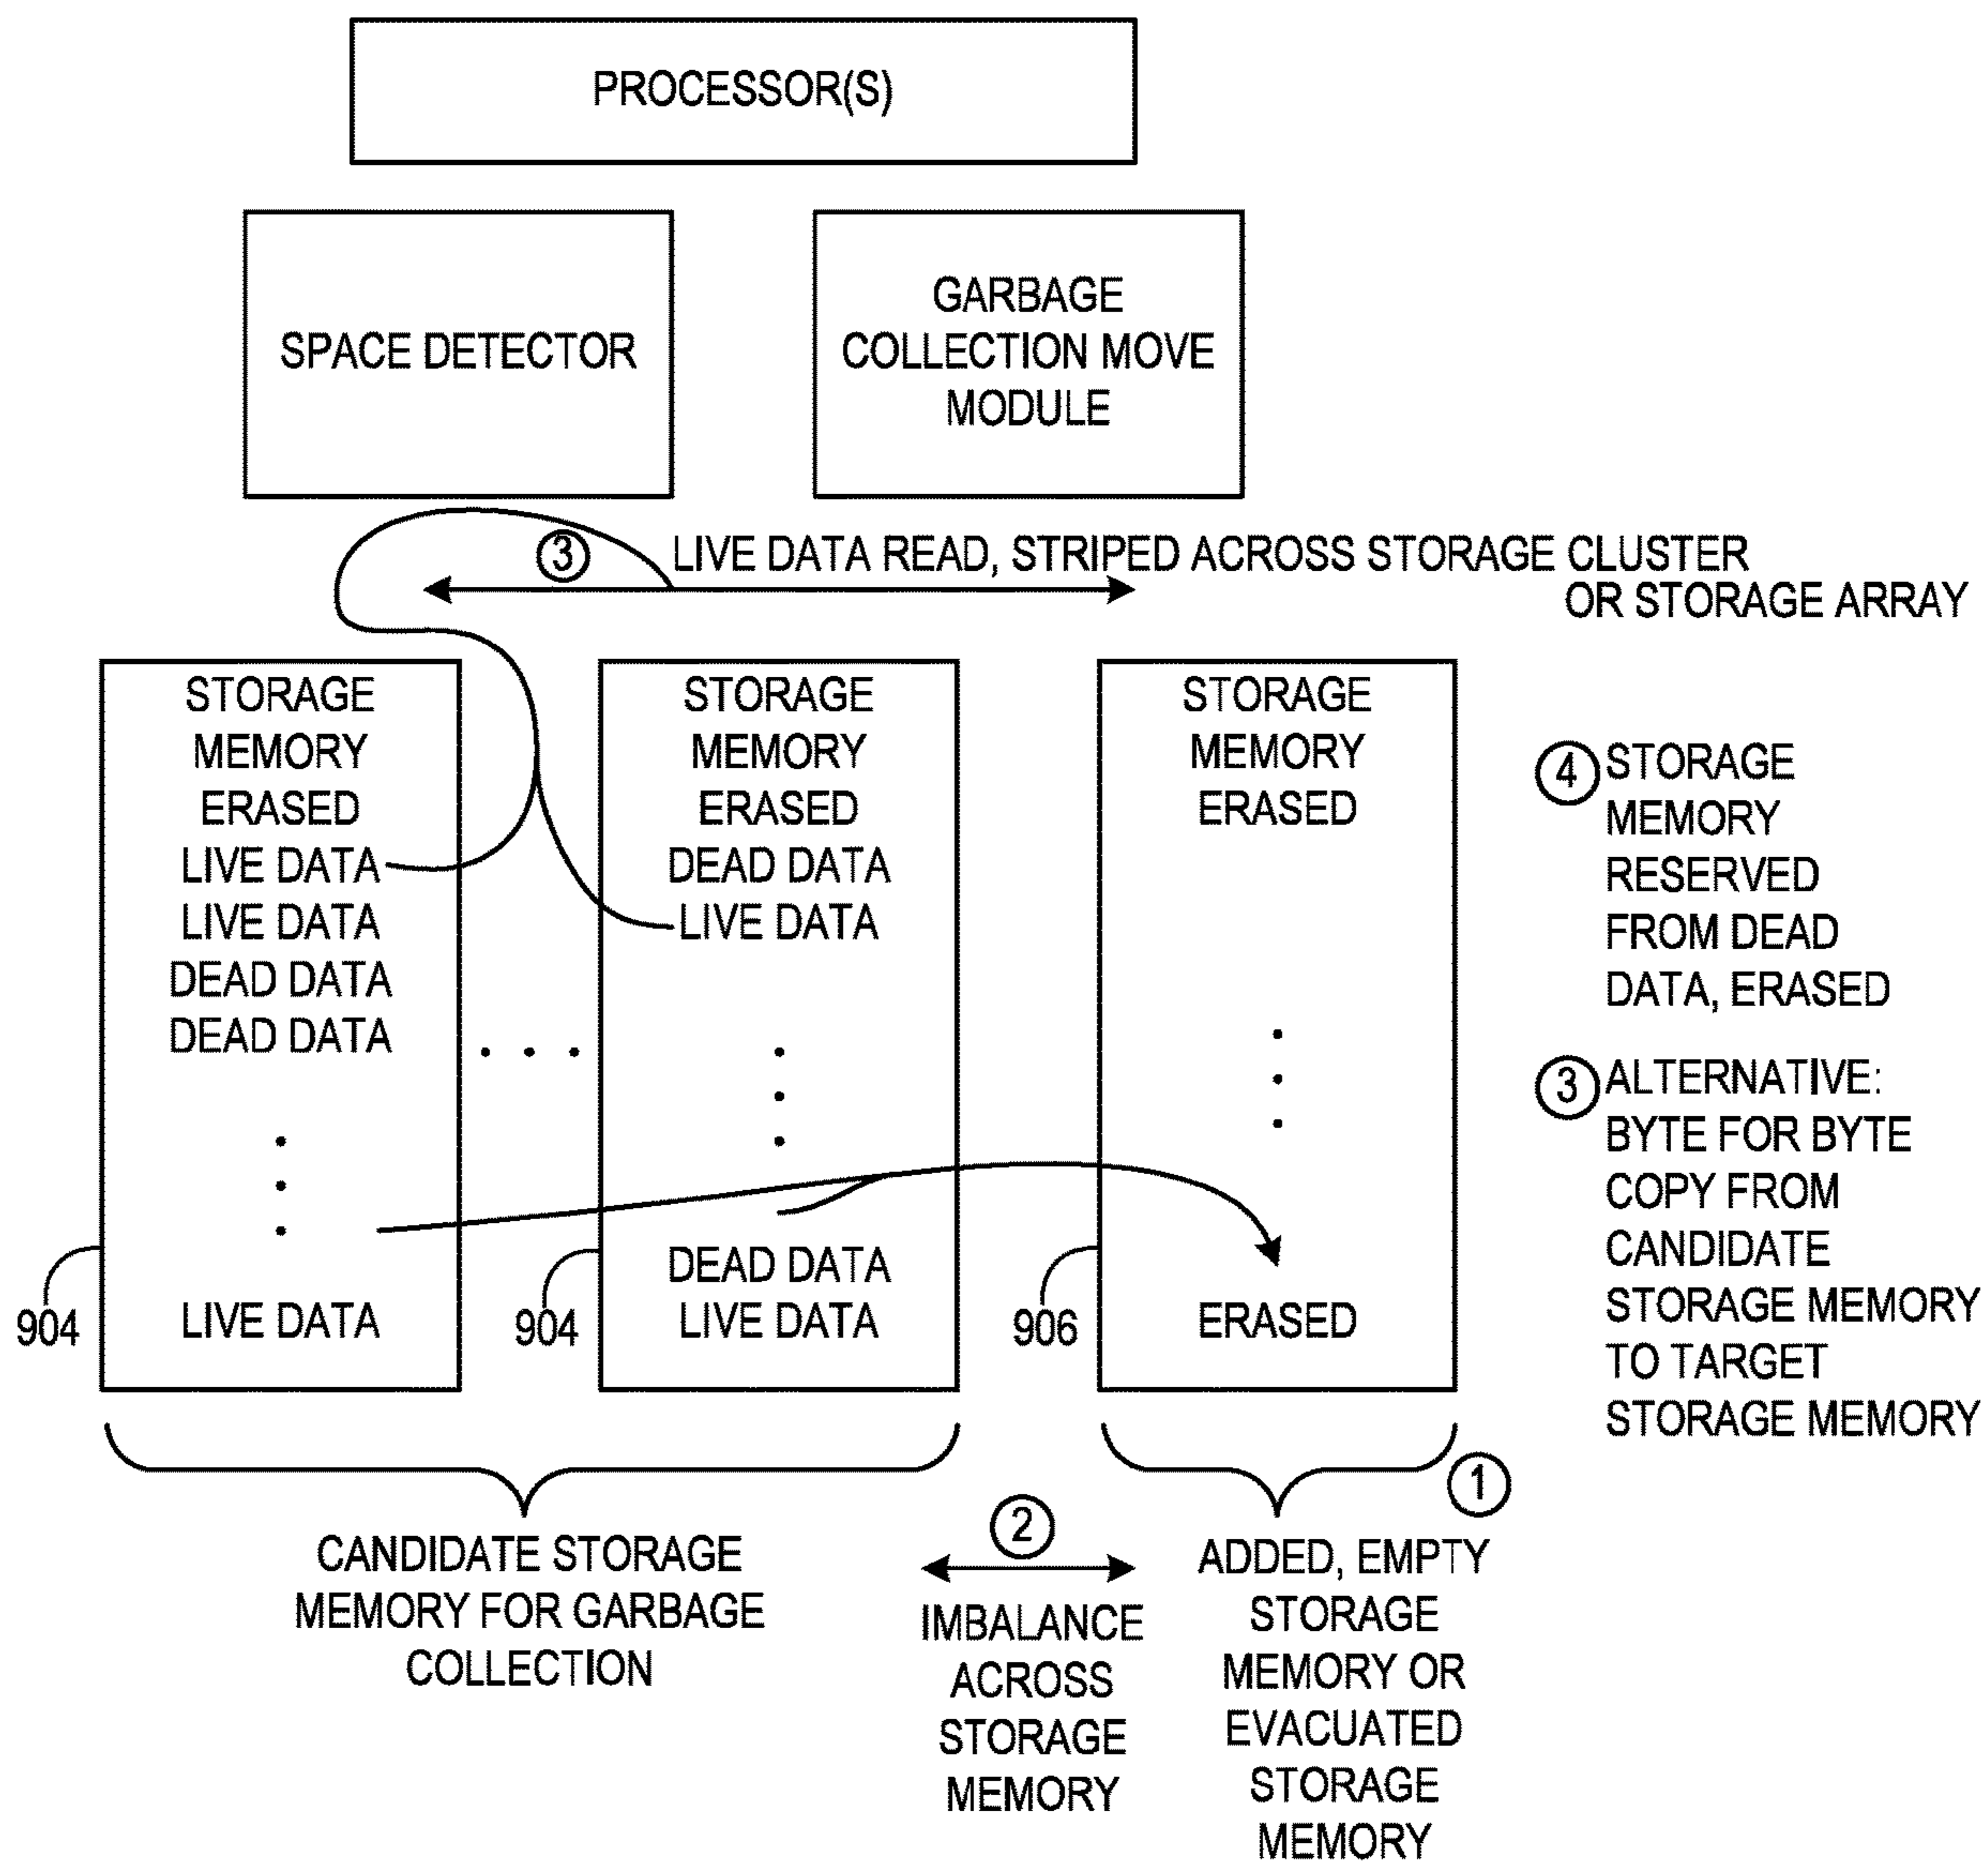 PROCESSOR(S)
SPACE DETECTOR
GARBAGE
COLLECTION MOVE
MODULE
3 LIVE DATA READ, STRIPED ACROSS STORAGE CLUSTER
OR STORAGE ARRAY
STORAGE
MEMORY
ERASED
LIVE DATA
LIVE DATA
DEAD DATA
DEAD DATA
LIVE DATA
904
STORAGE
MEMORY
ERASED
DEAD DATA
LIVE DATA
DEAD DATA
LIVE DATA
904
STORAGE
MEMORY
ERASED
ERASED
906
4 STORAGE
MEMORY
RESERVED
FROM DEAD
DATA, ERASED
3 ALTERNATIVE:
BYTE FOR BYTE
COPY FROM
CANDIDATE
STORAGE MEMORY
TO TARGET
STORAGE MEMORY
CANDIDATE STORAGE
MEMORY FOR GARBAGE
COLLECTION
2
IMBALANCE
ACROSS
STORAGE
MEMORY
1
ADDED, EMPTY
STORAGE
MEMORY OR
EVACUATED
STORAGE
MEMORY